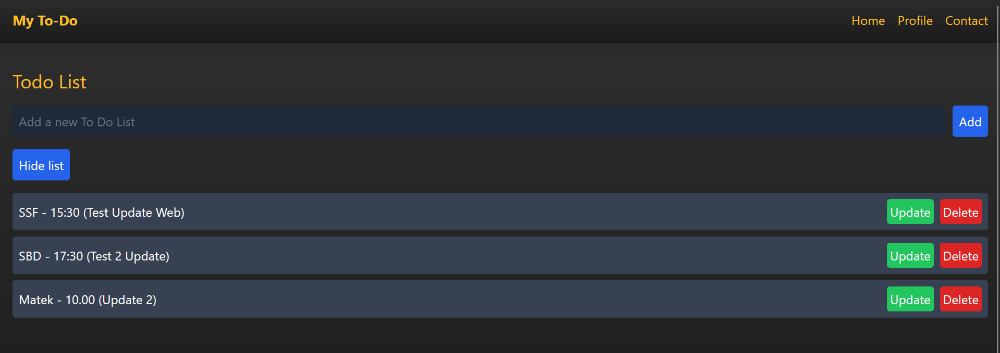 My To-Do
Home Profile Contact
Todo List
Add a new To Do List
Add
Hide list
SSF - 15:30 (Test Update Web)
Update Delete
SBD - 17:30 (Test 2 Update)
Update Delete
Matek - 10.00 (Update 2)
Update Delete